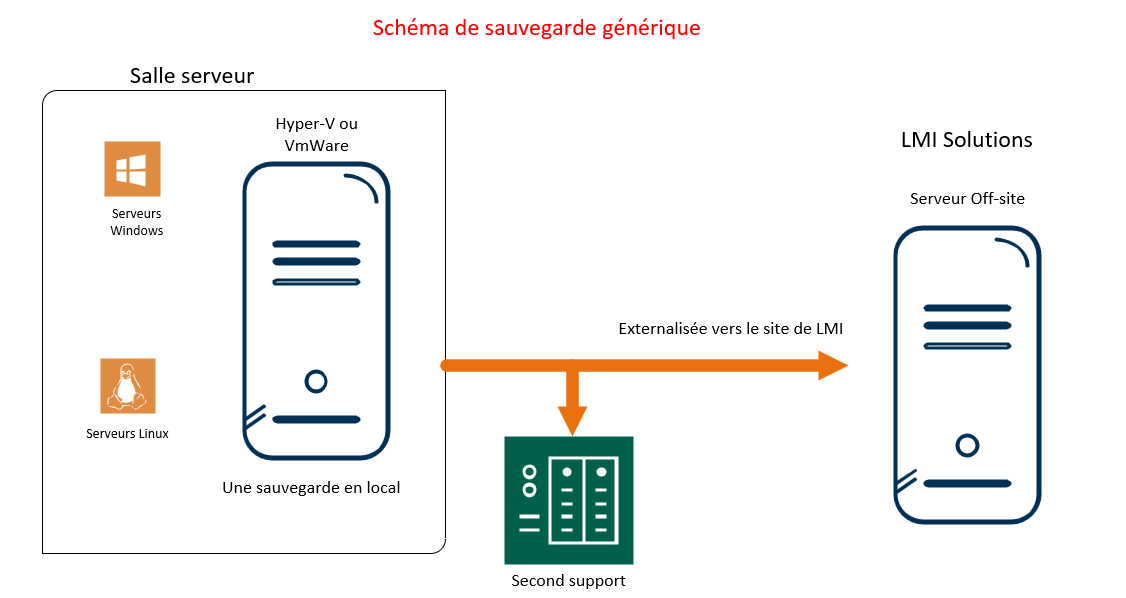 Schéma de sauvegarde générique
Salle serveur
Hyper-V ou
VmWare
Serveurs
Windows
Serveurs Linux
Une sauvegarde en local
Externalisée vers le site de LMI
Second support
LMI Solutions
Serveur Off-site